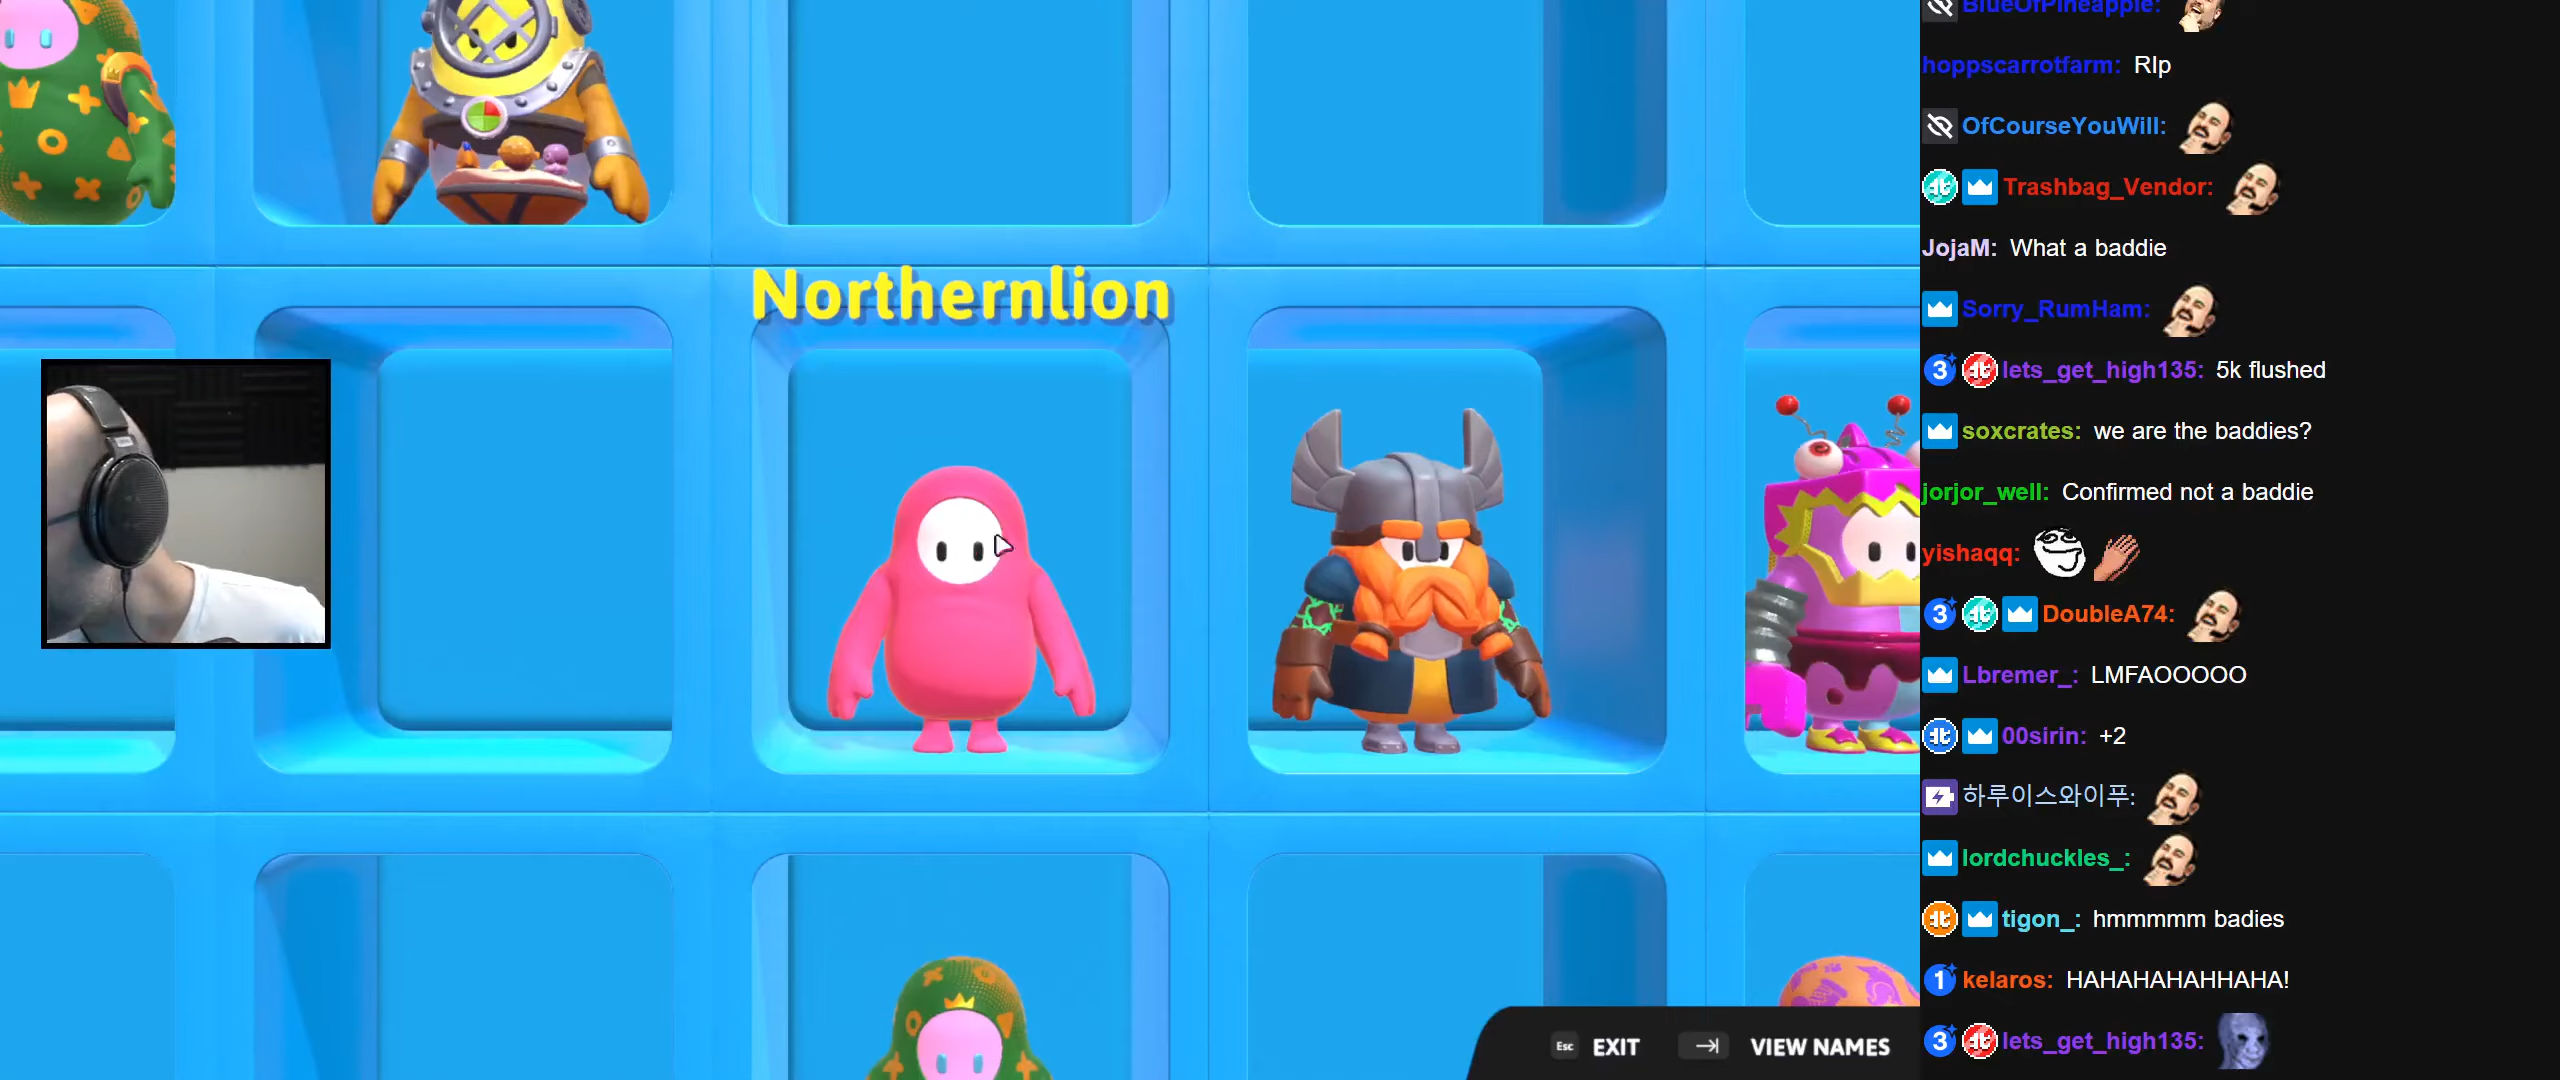 Northernlion
Esc EXIT VIEW NAMES
BlueOfPineapple:
hoppscarrotfarm: RIp
OfCourseYouWill:
Trashbag_Vendor:
JojaM: What a baddie
Sorry_RumHam:
3 lets_get_high135: 5k flushed
soxcrates: we are the baddies?
jorjor_well: Confirmed not a baddie
yishaqq:
3 DoubleA74:
Lbremer_: LMFAOOOOO
00sirin: +2
하루이스와이푸:
lordchuckles_:
tigon_: hmmmmm badies
1 kelaros: HAHAHAHAHHAHA!
3 lets_get_high135: